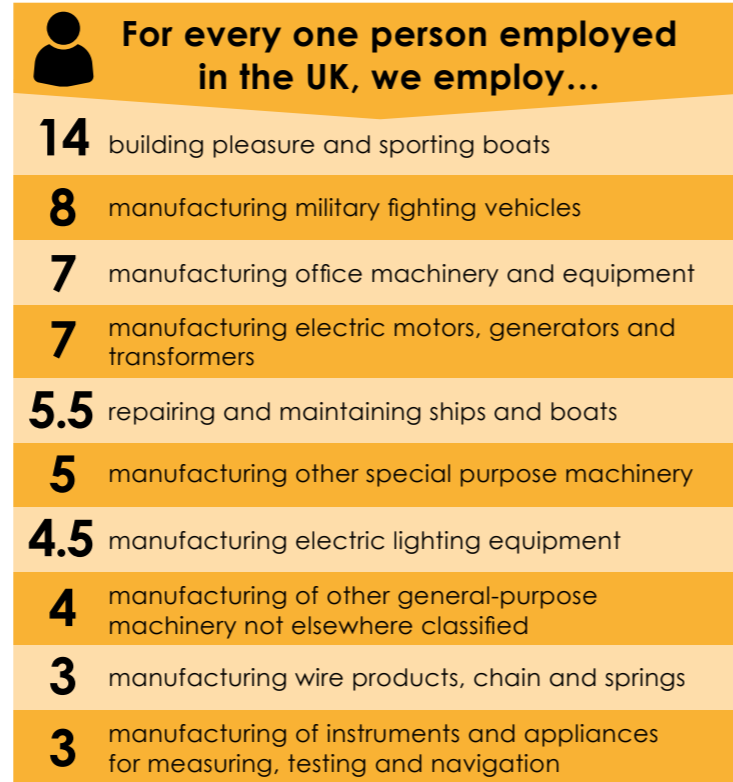 For every one person employed
in the UK, we employ…
14 building pleasure and sporting boats
8 manufacturing military fighting vehicles
7 manufacturing office machinery and equipment
7 manufacturing electric motors, generators and
transformers
5.5 repairing and maintaining ships and boats
5 manufacturing other special purpose machinery
4.5 manufacturing electric lighting equipment
4 manufacturing of other general-purpose
machinery not elsewhere classified
3 manufacturing wire products, chain and springs
3 manufacturing of instruments and appliances
for measuring, testing and navigation